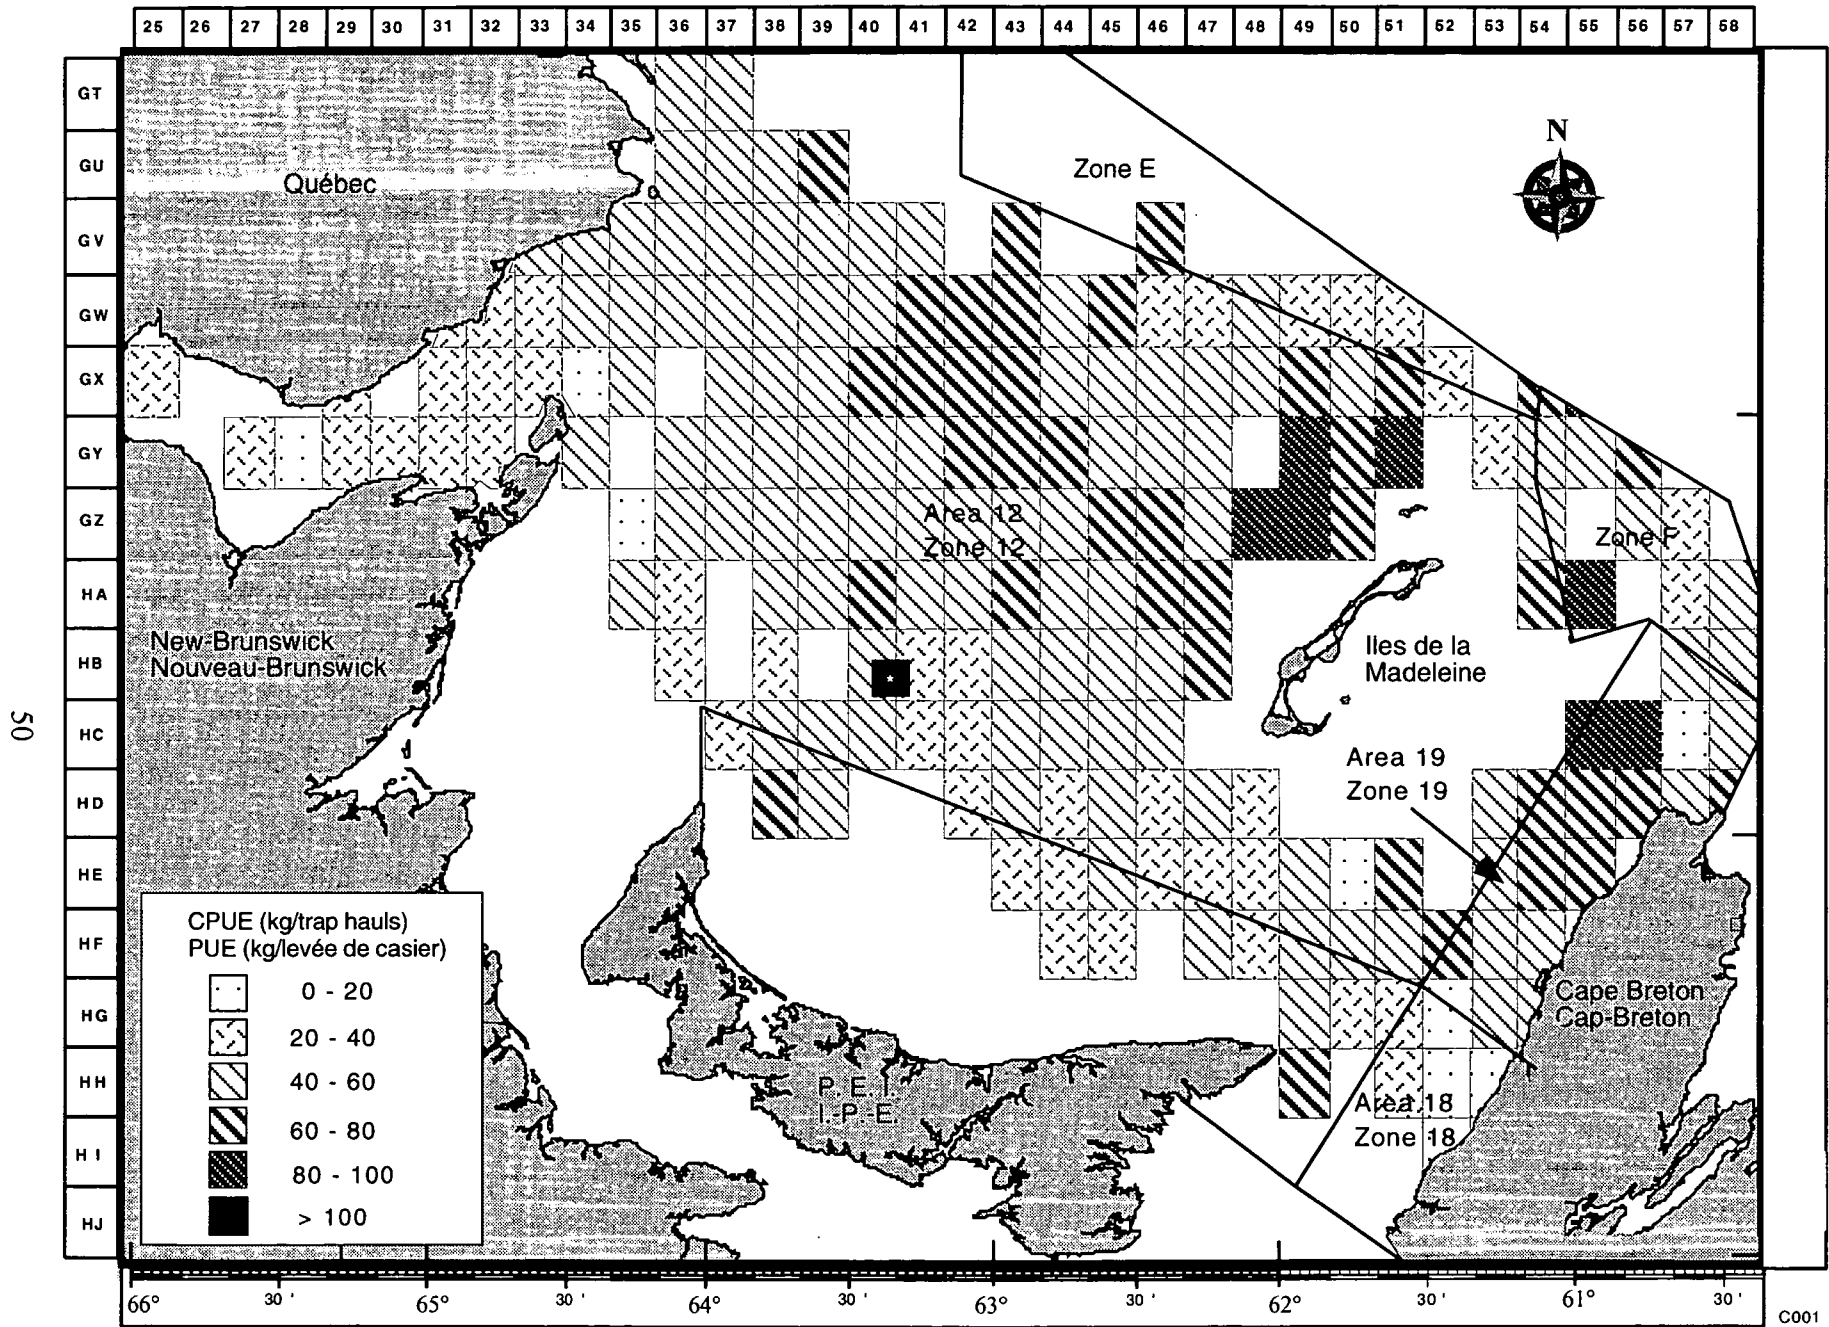 25 26 27 28 29 30 31 32 33 34 35 36 37 38 39 40 41 42 43 44 45 46 47 48 49 50 51 52 53 54 55 56 57 58
GT
N
GU
Québec
Zone E
GV
GW
GX
GY
GZ
Area 12
Zone 12
Zone F
HA
New-Brunswick
Nouveau-Brunswick
HB
Iles de la
Madeleine
50
HC
Area 19
Zone 19
HD
HE
CPUE (kg/trap hauls)
PUE (kg/levée de casier)
0 - 20
20 - 40
40 - 60
60 - 80
80 - 100
> 100
HF
HG
Cape Breton
Cap-Breton
HH
P. E. I.
I.-P.-E.
Area 18
Zone 18
HI
HJ
66° 30 ' 65° 30 ' 64° 30 ' 63° 30 ' 62° 30 ' 61° 30 '
C001